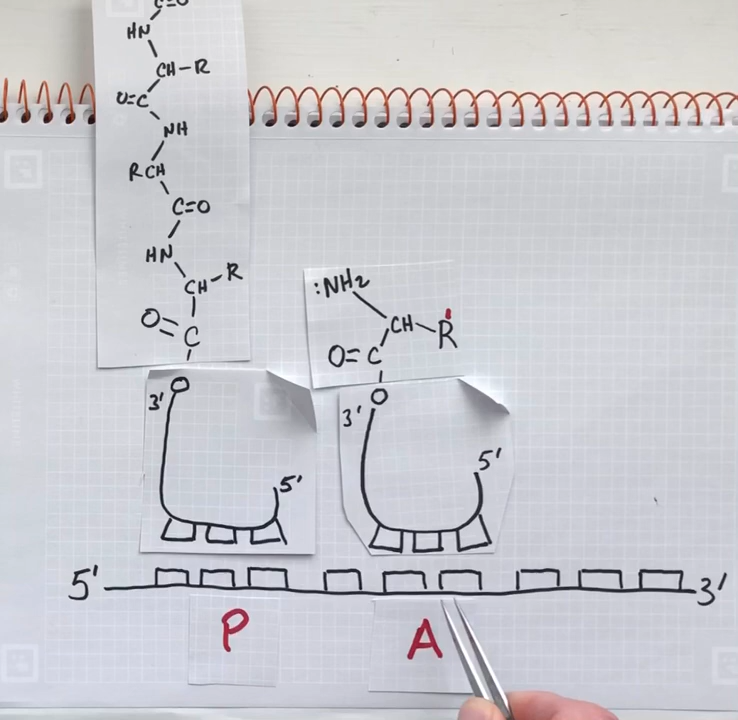 C=O
HN
CH-R
O=C
NH
RCH
C=O
HN
CH-R
O=C
:NH2
CH-R'
O=C
O
3'
5'
O
3'
5'
5'
3'
P
A